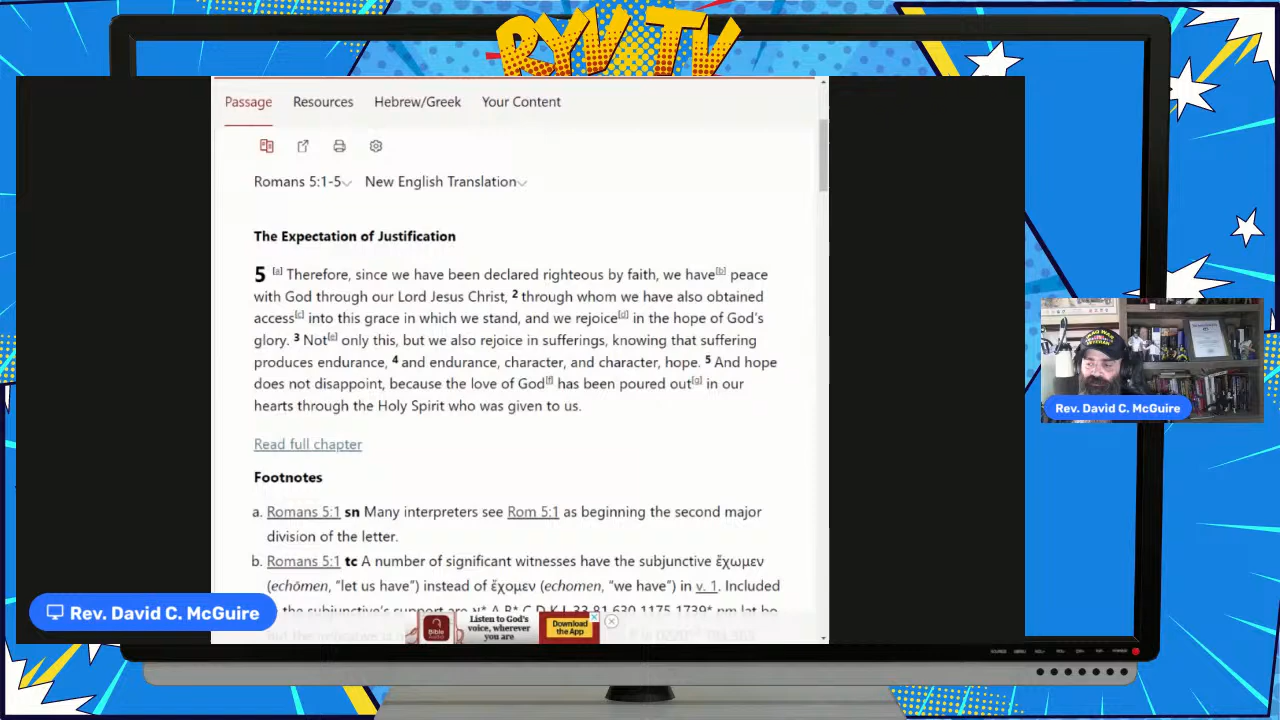 RYV TV
Passage Resources Hebrew/Greek Your Content
Romans 5:1-5 New English Translation
The Expectation of Justification
5 [a] Therefore, since we have been declared righteous by faith, we have[b] peace
with God through our Lord Jesus Christ, 2 through whom we have also obtained
access[c] into this grace in which we stand, and we rejoice[d] in the hope of God's
glory. 3 Not[e] only this, but we also rejoice in sufferings, knowing that suffering
produces endurance, 4 and endurance, character, and character, hope. 5 And hope
does not disappoint, because the love of God[f] has been poured out[g] in our
hearts through the Holy Spirit who was given to us.
Read full chapter
Footnotes
a. Romans 5:1 sn Many interpreters see Rom 5:1 as beginning the second major
division of the letter.
b. Romans 5:1 tc A number of significant witnesses have the subjunctive ἔχωμεν
(echōmen, “let us have”) instead of ἔχομεν (echomen, “we have”) in v. 1. Included
Bible
Listen to God's
voice, wherever
you are
Download
the App
Rev. David C. McGuire
Rev. David C. McGuire